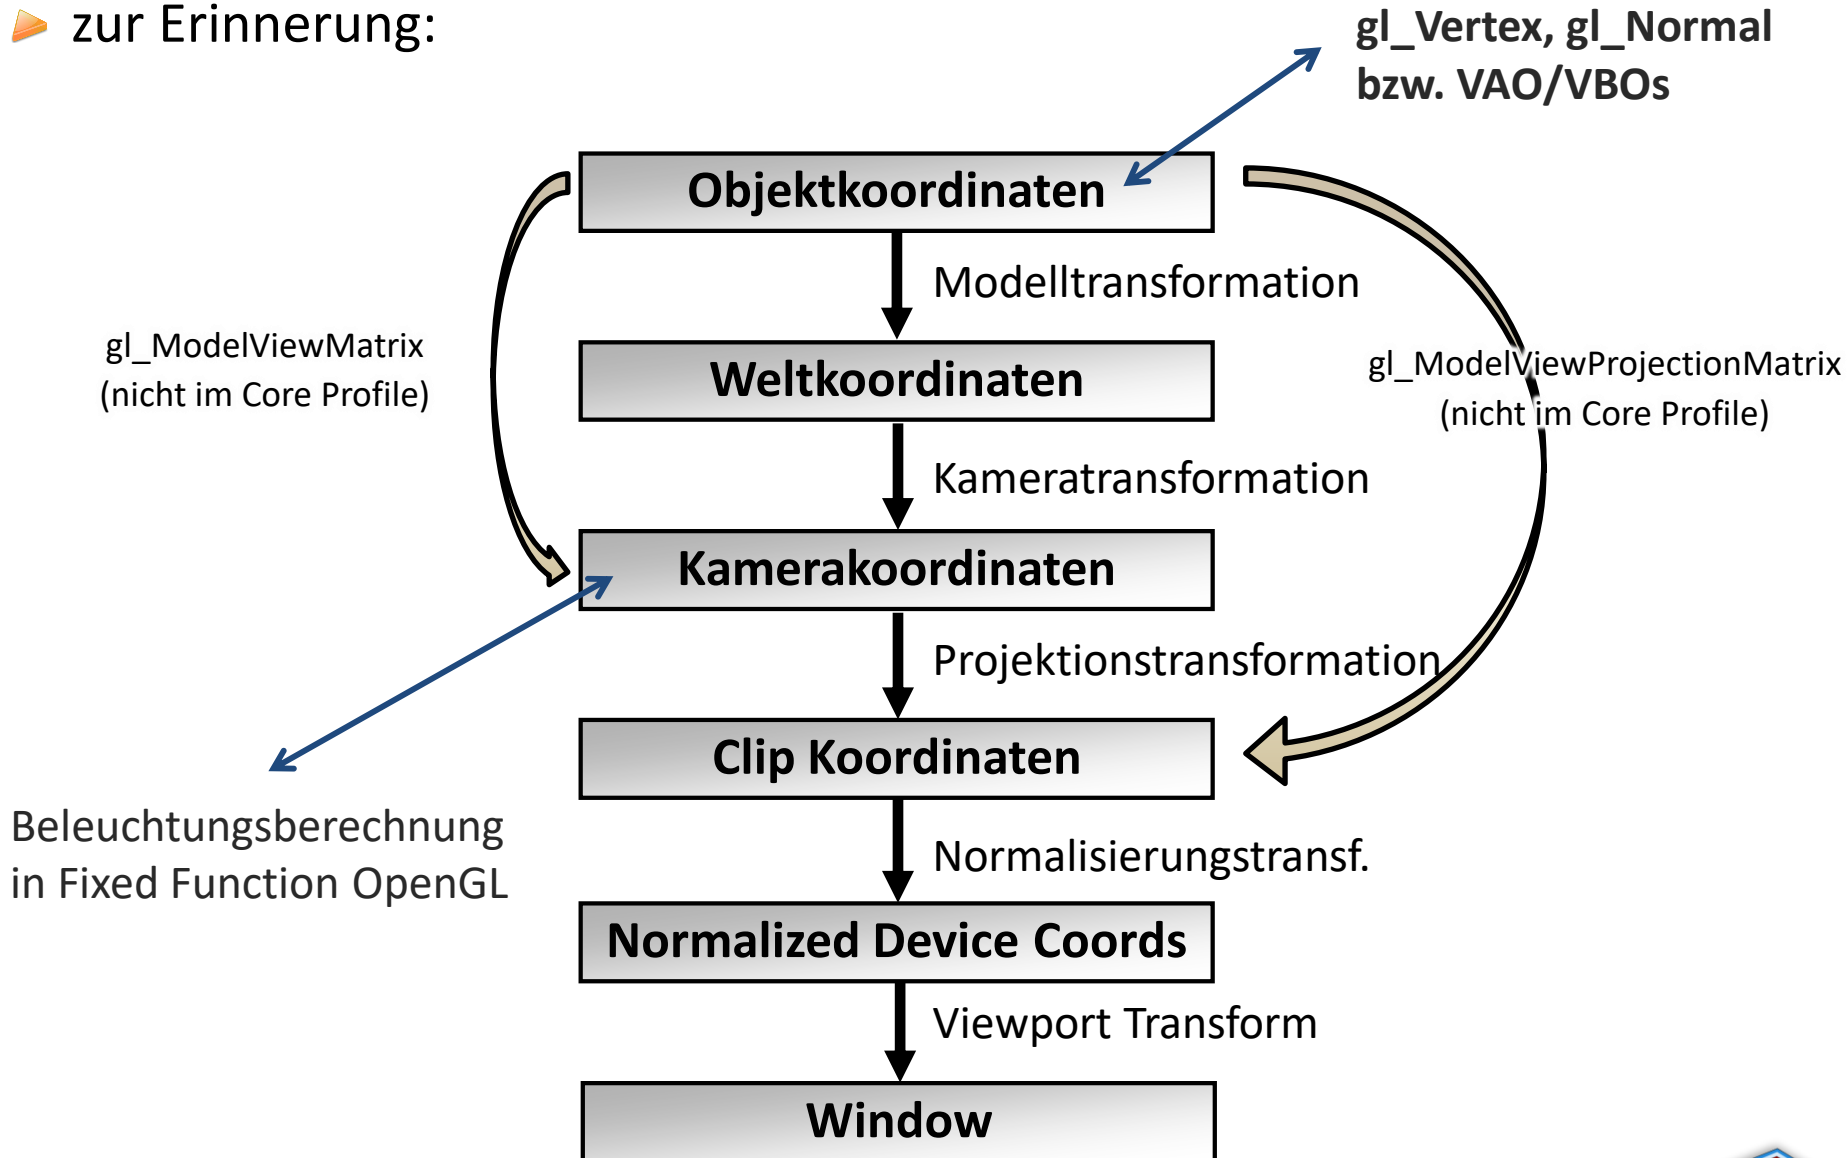 zur Erinnerung:
gl_Vertex, gl_Normal
bzw. VAO/VBOs
Objektkoordinaten
Modelltransformation
gl_ModelViewMatrix
(nicht im Core Profile)
Weltkoordinaten
gl_ModelViewProjectionMatrix
(nicht im Core Profile)
Kameratransformation
Kamerakoordinaten
Projektionstransformation
Clip Koordinaten
Beleuchtungsberechnung
in Fixed Function OpenGL
Normalisierungstransf.
Normalized Device Coords
Viewport Transform
Window